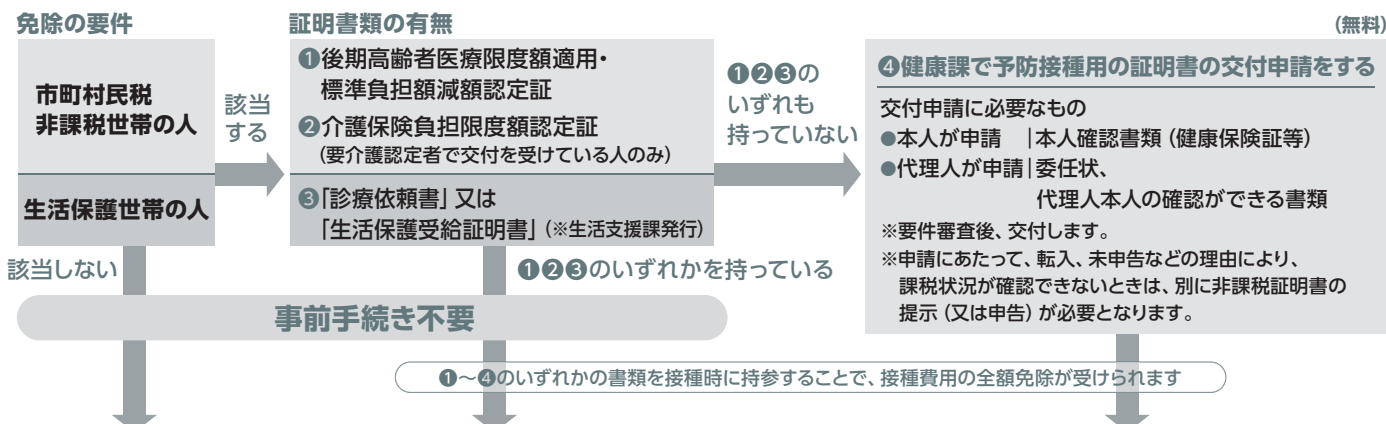 免除の要件
市町村民税
非課税世帯の人
生活保護世帯の人
該当
する
証明書類の有無
❶後期高齢者医療限度額適用・
標準負担額減額認定証
❷介護保険負担限度額認定証
（要介護認定者で交付を受けている人のみ）
❸「診療依頼書」又は
「生活保護受給証明書」（※生活支援課発行）
❶❷❸の
いずれも
持っていない
（無料）
❹健康課で予防接種用の証明書の交付申請をする
交付申請に必要なもの
●本人が申請　|本人確認書類（健康保険証等）
●代理人が申請|委任状、
代理人本人の確認ができる書類
※要件審査後、交付します。
※申請にあたって、転入、未申告などの理由により、
課税状況が確認できないときは、別に非課税証明書の
提示（又は申告）が必要となります。
該当しない
❶❷❸のいずれかを持っている
事前手続き不要
❶～❹のいずれかの書類を接種時に持参することで、接種費用の全額免除が受けられます